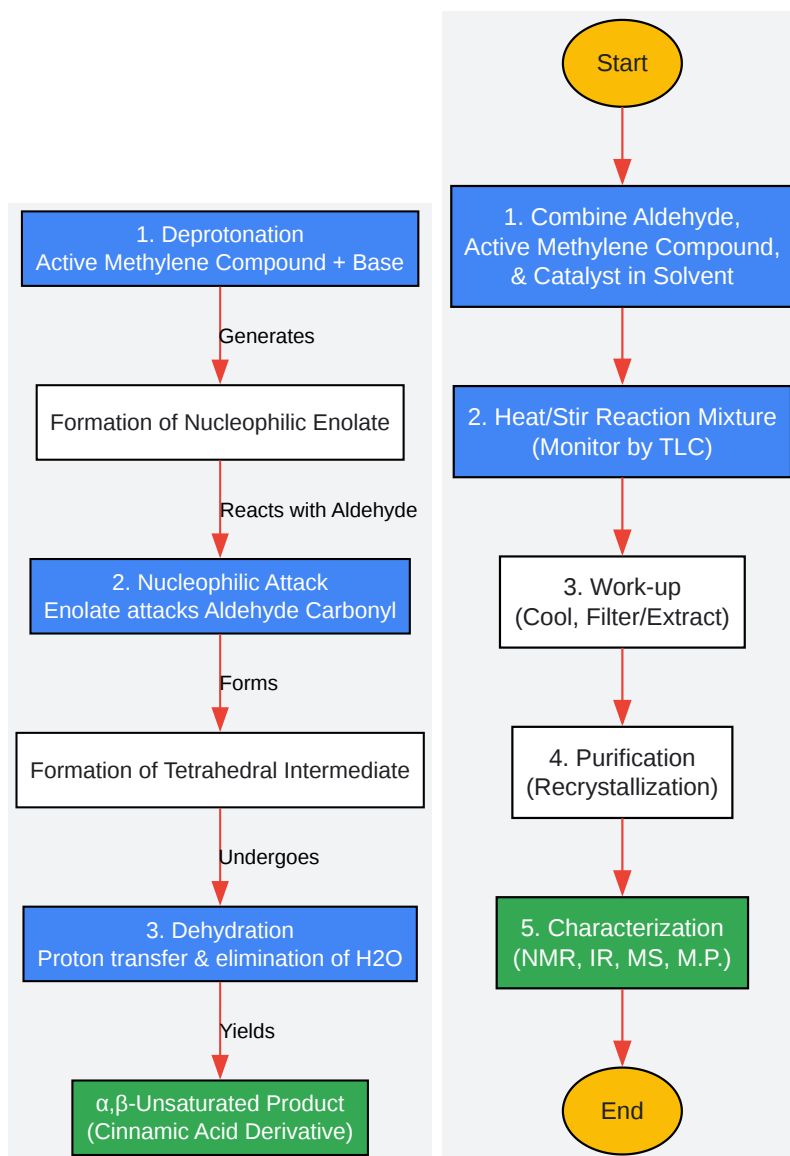 1. Deprotonation
Active Methylene Compound + Base
Generates
Formation of Nucleophilic Enolate
Reacts with Aldehyde
2. Nucleophilic Attack
Enolate attacks Aldehyde Carbonyl
Forms
Formation of Tetrahedral Intermediate
Undergoes
3. Dehydration
Proton transfer & elimination of H2O
Yields
α,β-Unsaturated Product
(Cinnamic Acid Derivative)
Start
1. Combine Aldehyde,
Active Methylene Compound,
& Catalyst in Solvent
2. Heat/Stir Reaction Mixture
(Monitor by TLC)
3. Work-up
(Cool, Filter/Extract)
4. Purification
(Recrystallization)
5. Characterization
(NMR, IR, MS, M.P.)
End